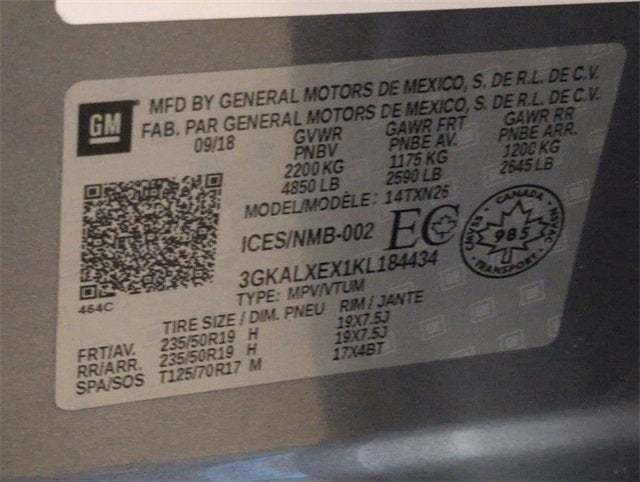 GM
MFD BY GENERAL MOTORS DE MEXICO, S. DE R.L. DE C.V.
FAB. PAR GENERAL MOTORS DE MEXICO, S. DE R.L. DE C.V.
09/18 GVWR GAWR FRT GAWR RR
PNBV PNBE AV. PNBE ARR.
2200 KG 1175 KG 1200 KG
4850 LB 2590 LB 2645 LB
MODEL/MODÈLE: 14TXN26
ICES/NMB-002 EC
CANADA
985
TRANSPORT
3GKALXEX1KL184434
TYPE: MPV/VTUM
464C
TIRE SIZE / DIM. PNEU RIM / JANTE
FRT/AV. 235/50R19 H 19X7.5J
RR/ARR. 235/50R19 H 19X7.5J
SPA/SOS T125/70R17 M 17X4BT